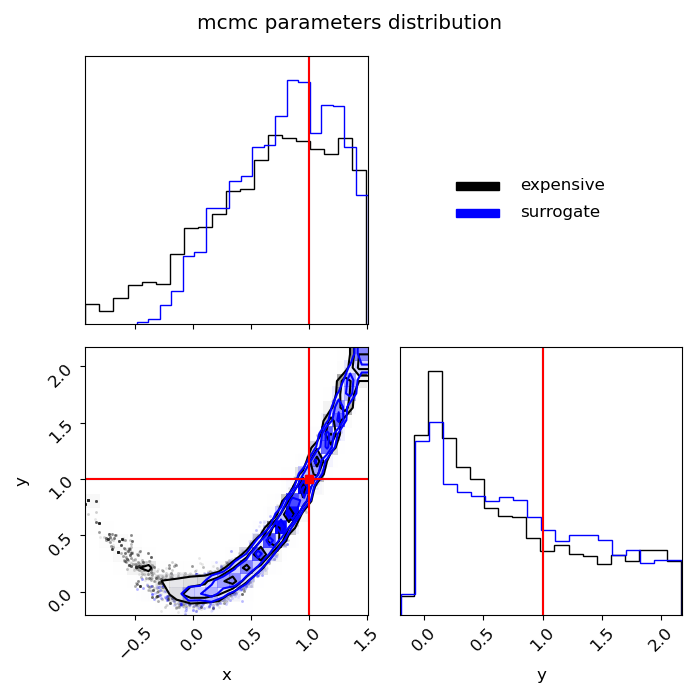 mcmc parameters distribution
expensive
surrogate
2.0
1.5
1.0
0.5
0.0
y
−0.5 0.0 0.5 1.0 1.5
x
0.0 0.5 1.0 1.5 2.0
y